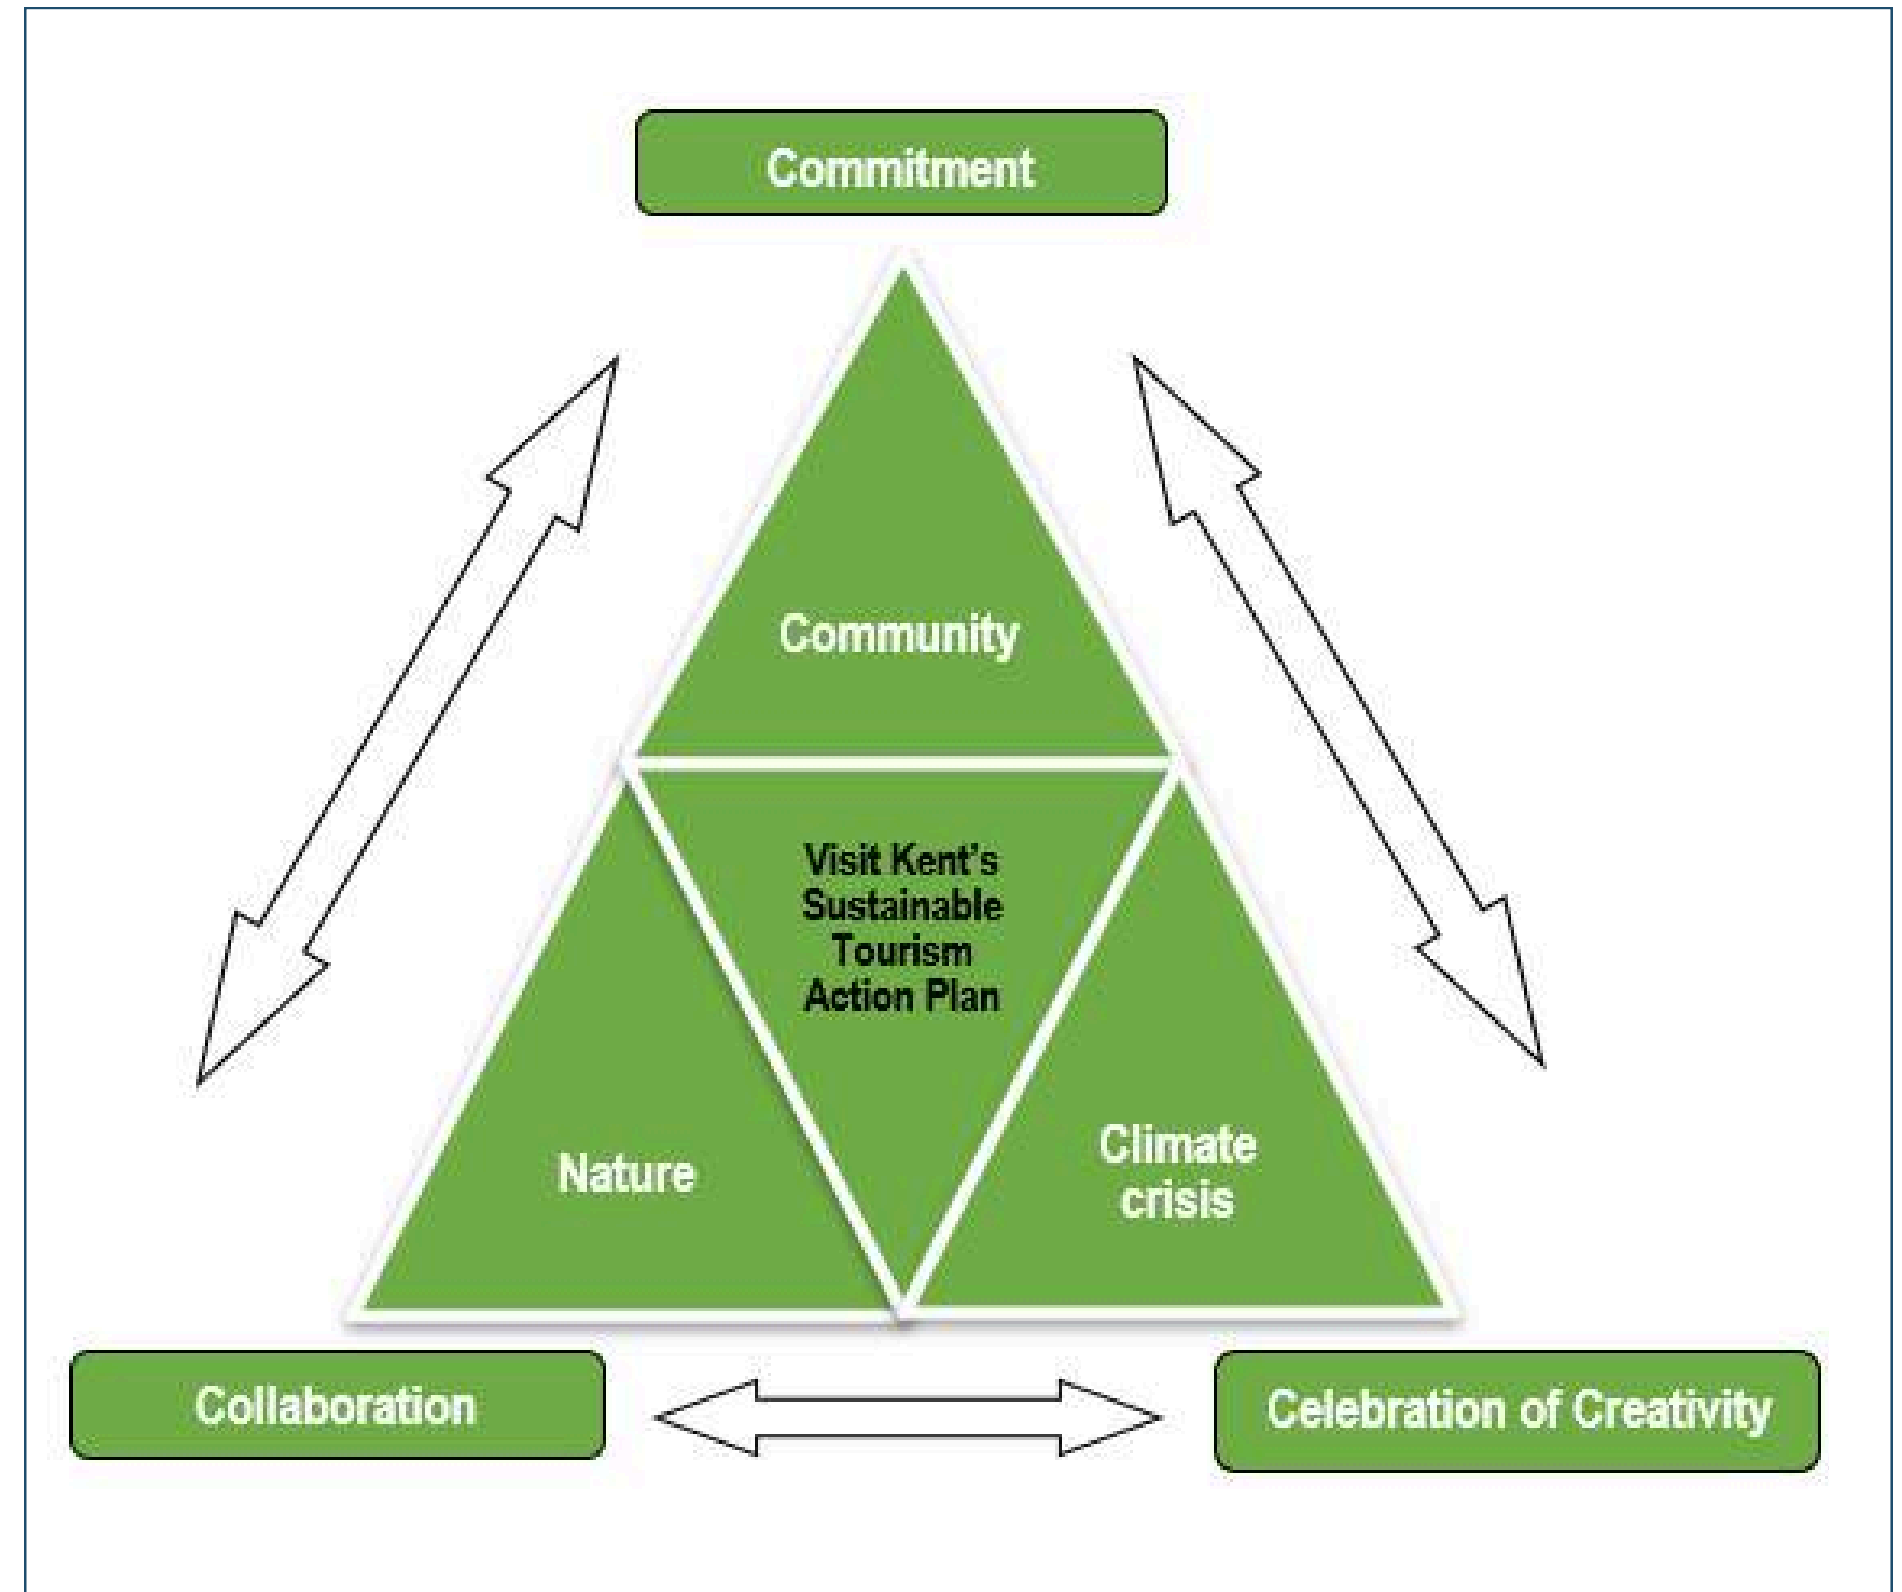 Commitment
Community
Visit Kent's
Sustainable
Tourism
Action Plan
Nature
Climate
crisis
Collaboration
Celebration of Creativity